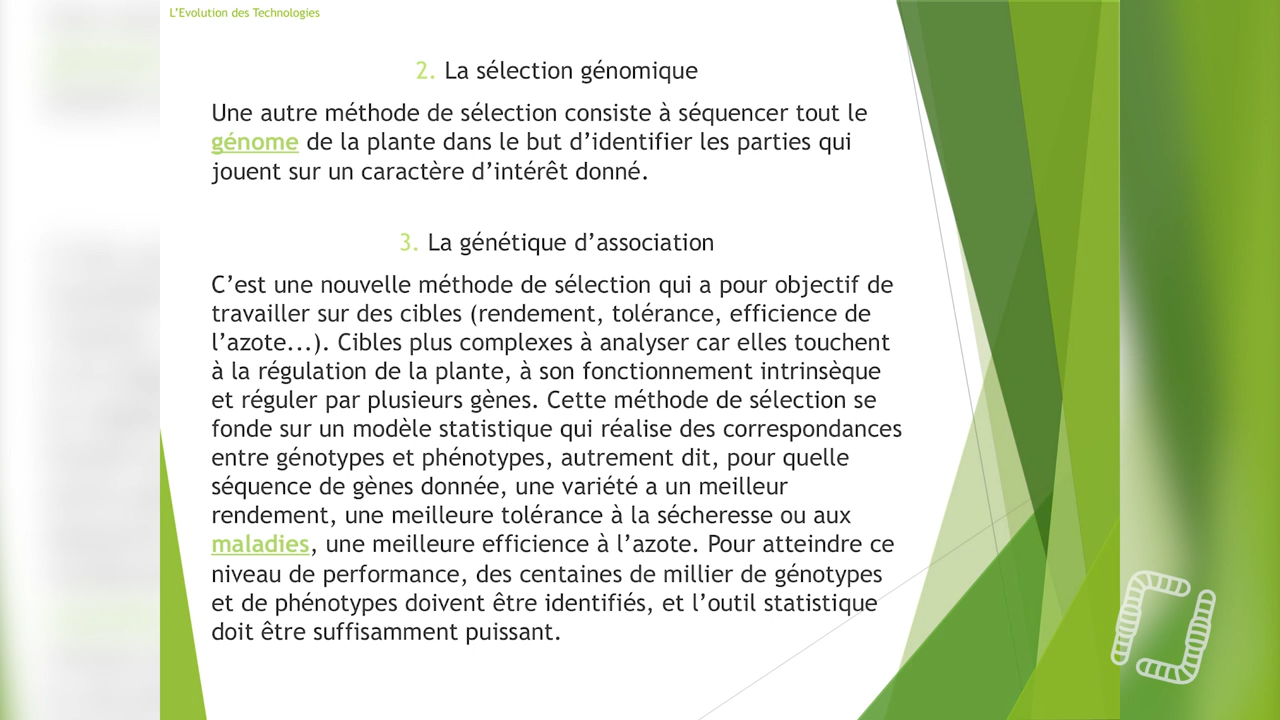 L’Evolution des Technologies
2. La sélection génomique
Une autre méthode de sélection consiste à séquencer tout le
génome de la plante dans le but d’identifier les parties qui
jouent sur un caractère d’intérêt donné.
3. La génétique d’association
C’est une nouvelle méthode de sélection qui a pour objectif de
travailler sur des cibles (rendement, tolérance, efficience de
l’azote...). Cibles plus complexes à analyser car elles touchent
à la régulation de la plante, à son fonctionnement intrinsèque
et réguler par plusieurs gènes. Cette méthode de sélection se
fonde sur un modèle statistique qui réalise des correspondances
entre génotypes et phénotypes, autrement dit, pour quelle
séquence de gènes donnée, une variété a un meilleur
rendement, une meilleure tolérance à la sécheresse ou aux
maladies, une meilleure efficience à l’azote. Pour atteindre ce
niveau de performance, des centaines de millier de génotypes
et de phénotypes doivent être identifiés, et l’outil statistique
doit être suffisamment puissant.